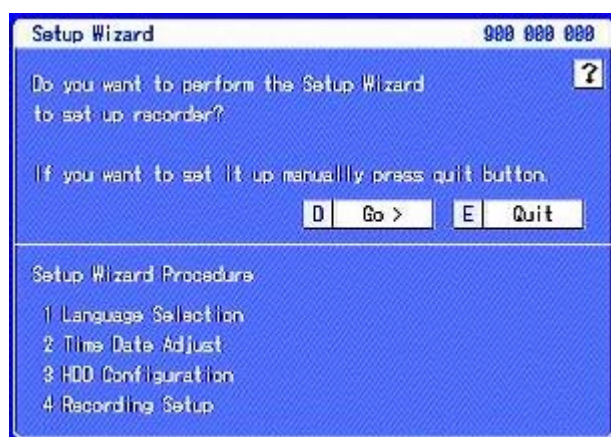 Setup Wizard 900 000 000
?
Do you want to perform the Setup Wizard
to set up recorder?
If you want to set it up manually press quit button.
D Go > E Quit
Setup Wizard Procedure
1 Language Selection
2 Time Date Adjust
3 HDD Configuration
4 Recording Setup